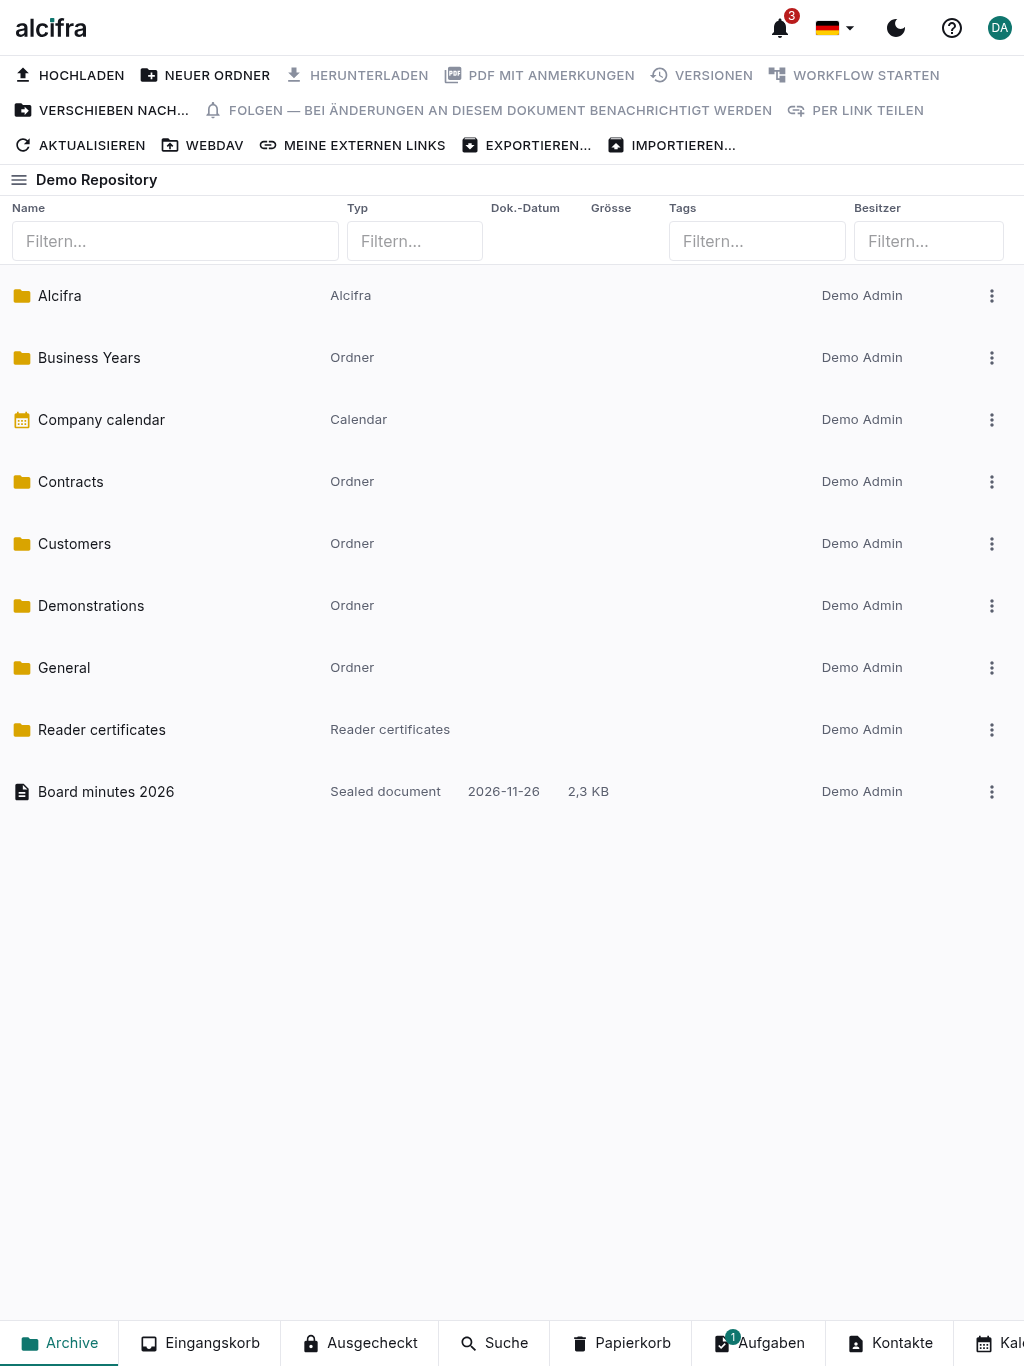 alcifra
3
DA
HOCHLADEN NEUER ORDNER HERUNTERLADEN PDF MIT ANMERKUNGEN VERSIONEN WORKFLOW STARTEN
VERSCHIEBEN NACH... FOLGEN — BEI ÄNDERUNGEN AN DIESEM DOKUMENT BENACHRICHTIGT WERDEN PER LINK TEILEN
AKTUALISIEREN WEBDAV MEINE EXTERNEN LINKS EXPORTIEREN... IMPORTIEREN...
Demo Repository
Name Typ Dok.-Datum Grösse Tags Besitzer
Filtern... Filtern... Filtern... Filtern...
Alcifra Alcifra Demo Admin
Business Years Ordner Demo Admin
Company calendar Calendar Demo Admin
Contracts Ordner Demo Admin
Customers Ordner Demo Admin
Demonstrations Ordner Demo Admin
General Ordner Demo Admin
Reader certificates Reader certificates Demo Admin
Board minutes 2026 Sealed document 2026-11-26 2,3 KB Demo Admin
Archive Eingangskorb Ausgecheckt Suche Papierkorb 1 Aufgaben Kontakte